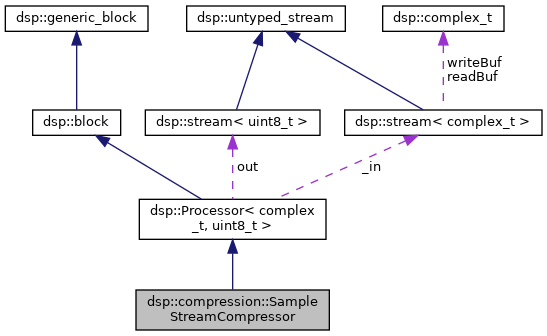 dsp::generic_block
dsp::untyped_stream
dsp::complex_t
writeBuf
readBuf
dsp::block
dsp::stream< uint8_t >
dsp::stream< complex_t >
out
_in
dsp::Processor< complex
_t, uint8_t >
dsp::compression::Sample
StreamCompressor